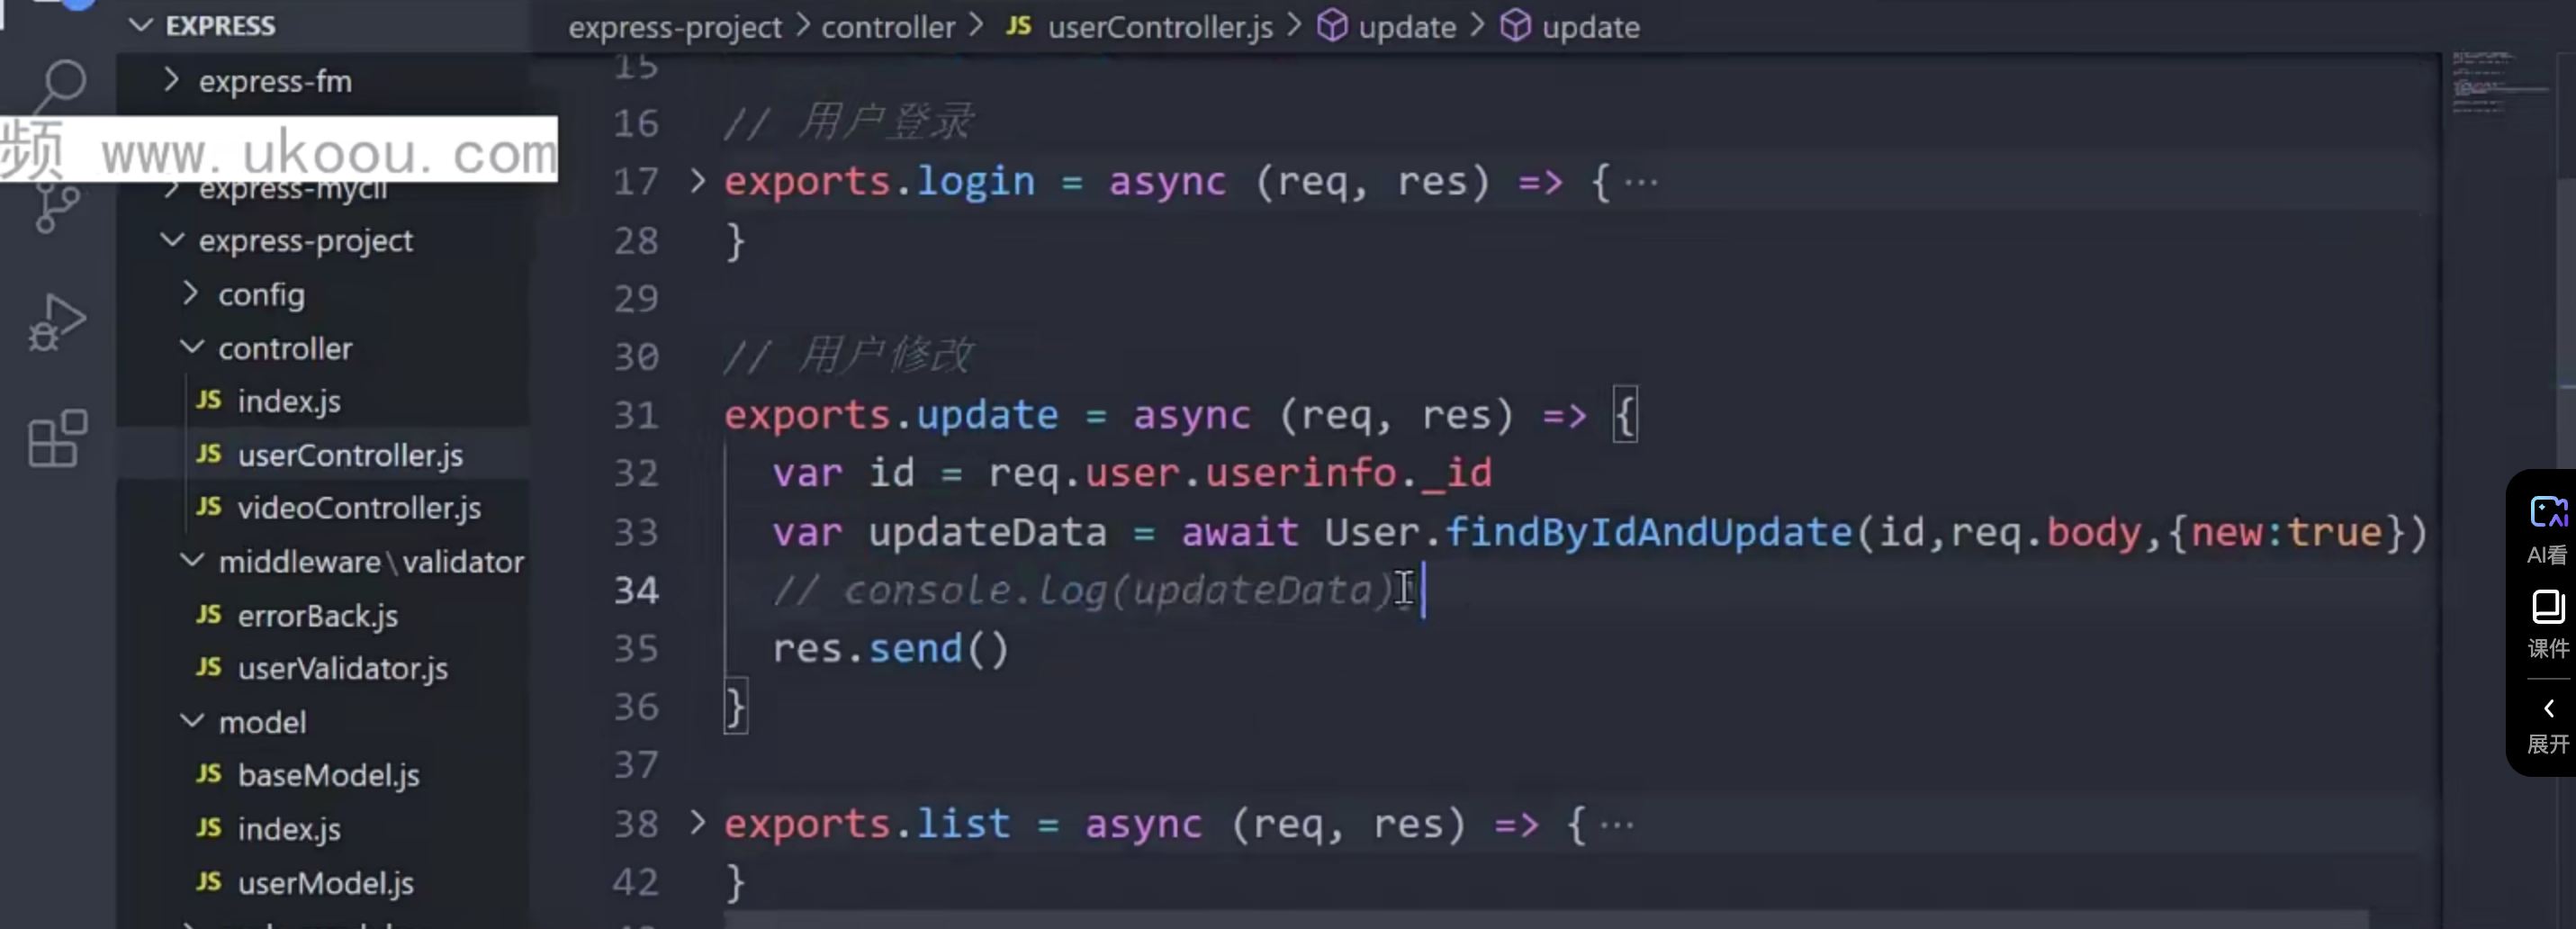 EXPRESS
express-fm
频 www.ukoou.com
express-mycli
express-project
config
controller
JS index.js
JS userController.js
JS videoController.js
middleware\validator
JS errorBack.js
JS userValidator.js
model
JS baseModel.js
JS index.js
JS userModel.js
express-project > controller > JS userController.js > update > update
15
16 // 用户登录
17 > exports.login = async (req, res) => { ···
28 }
29
30 // 用户修改
31 exports.update = async (req, res) => {
32 var id = req.user.userinfo._id
33 var updateData = await User.findByIdAndUpdate(id,req.body,{new:true})
34 // console.log(updateData)
35 res.send()
36 }
37
38 > exports.list = async (req, res) => { ···
42 }
AI看
课件
展开